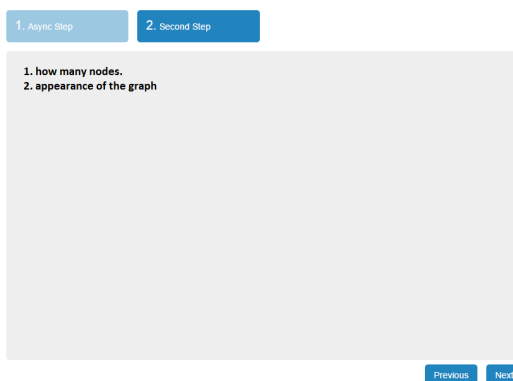 1. Async Step
2. Second Step
1. how many nodes.
2. appearance of the graph
Previous
Next